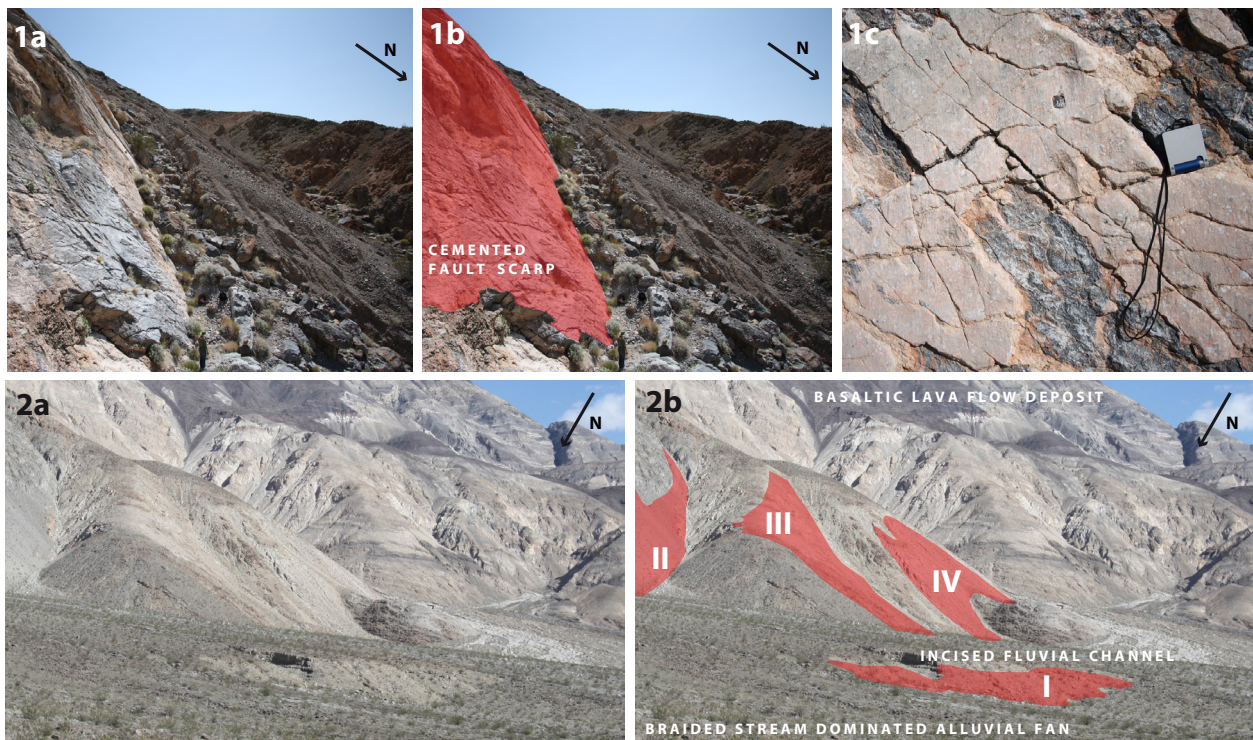 1a
N
1b
N
CEMENTED
FAULT SCARP
1c
2a
N
2b
BASALTIC LAVA FLOW DEPOSIT
N
III
II
IV
INCISED FLUVIAL CHANNEL
I
BRAIDED STREAM DOMINATED ALLUVIAL FAN